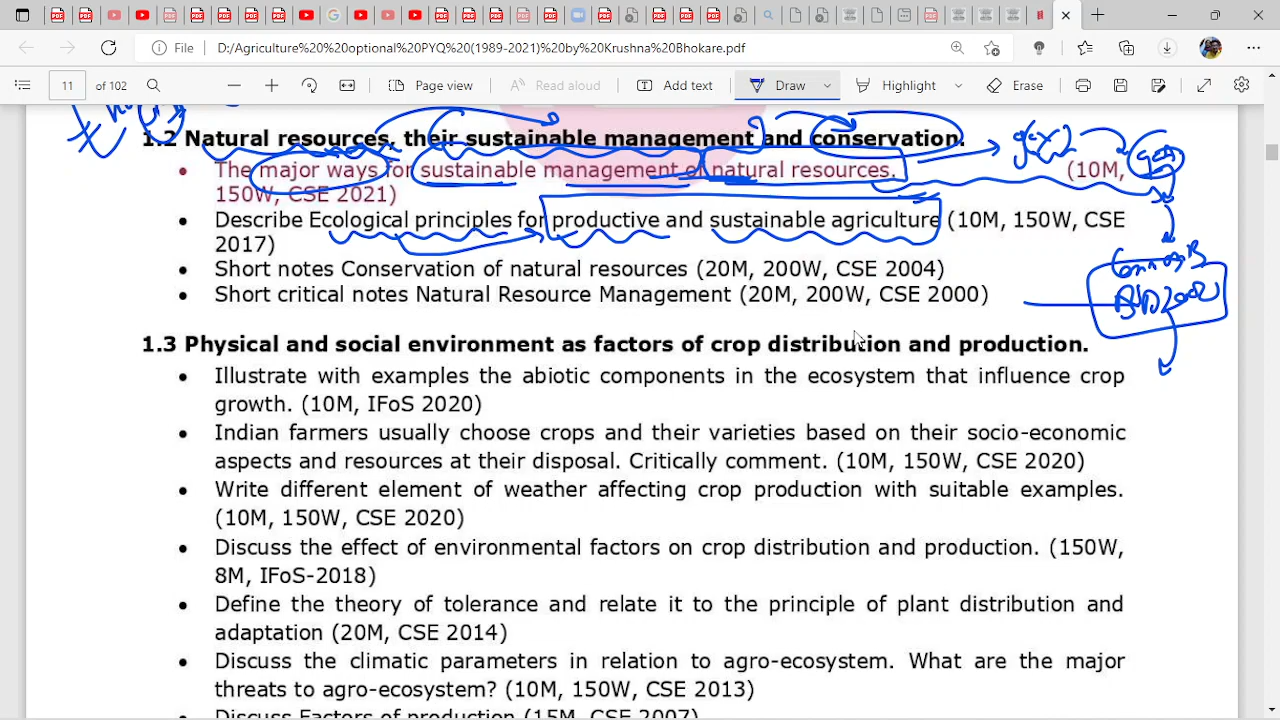 File D:/Agriculture%20%20optional%20PYQ%20(1989-2021)%20by%20Krushna%20Bhokare.pdf
11 of 102 Page view Read aloud Add text Draw Highlight Erase
1.2 Natural resources, their sustainable management and conservation.
• The major ways for sustainable management of natural resources. (10M,
150W, CSE 2021)
• Describe Ecological principles for productive and sustainable agriculture (10M, 150W, CSE
2017)
• Short notes Conservation of natural resources (20M, 200W, CSE 2004)
• Short critical notes Natural Resource Management (20M, 200W, CSE 2000)
1.3 Physical and social environment as factors of crop distribution and production.
• Illustrate with examples the abiotic components in the ecosystem that influence crop
growth. (10M, IFoS 2020)
• Indian farmers usually choose crops and their varieties based on their socio-economic
aspects and resources at their disposal. Critically comment. (10M, 150W, CSE 2020)
• Write different element of weather affecting crop production with suitable examples.
(10M, 150W, CSE 2020)
• Discuss the effect of environmental factors on crop distribution and production. (150W,
8M, IFoS-2018)
• Define the theory of tolerance and relate it to the principle of plant distribution and
adaptation (20M, CSE 2014)
• Discuss the climatic parameters in relation to agro-ecosystem. What are the major
threats to agro-ecosystem? (10M, 150W, CSE 2013)
• Discuss Factors of production (15M, CSE 2007)